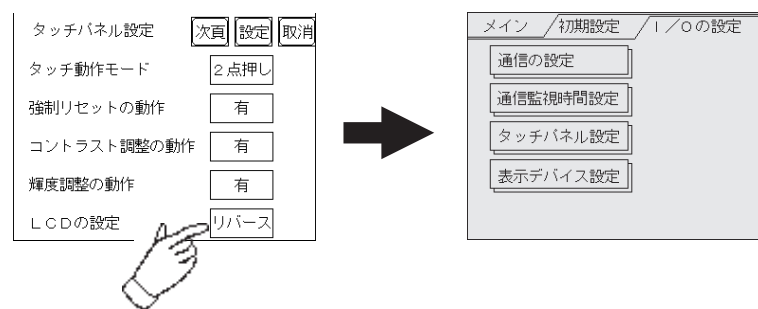 タッチパネル設定 次頁 設定 取消
タッチ動作モード 2点押し
強制リセットの動作 有
コントラスト調整の動作 有
輝度調整の動作 有
LCDの設定 リバース
メイン /初期設定 /I/Oの設定
通信の設定
通信監視時間設定
タッチパネル設定
表示デバイス設定